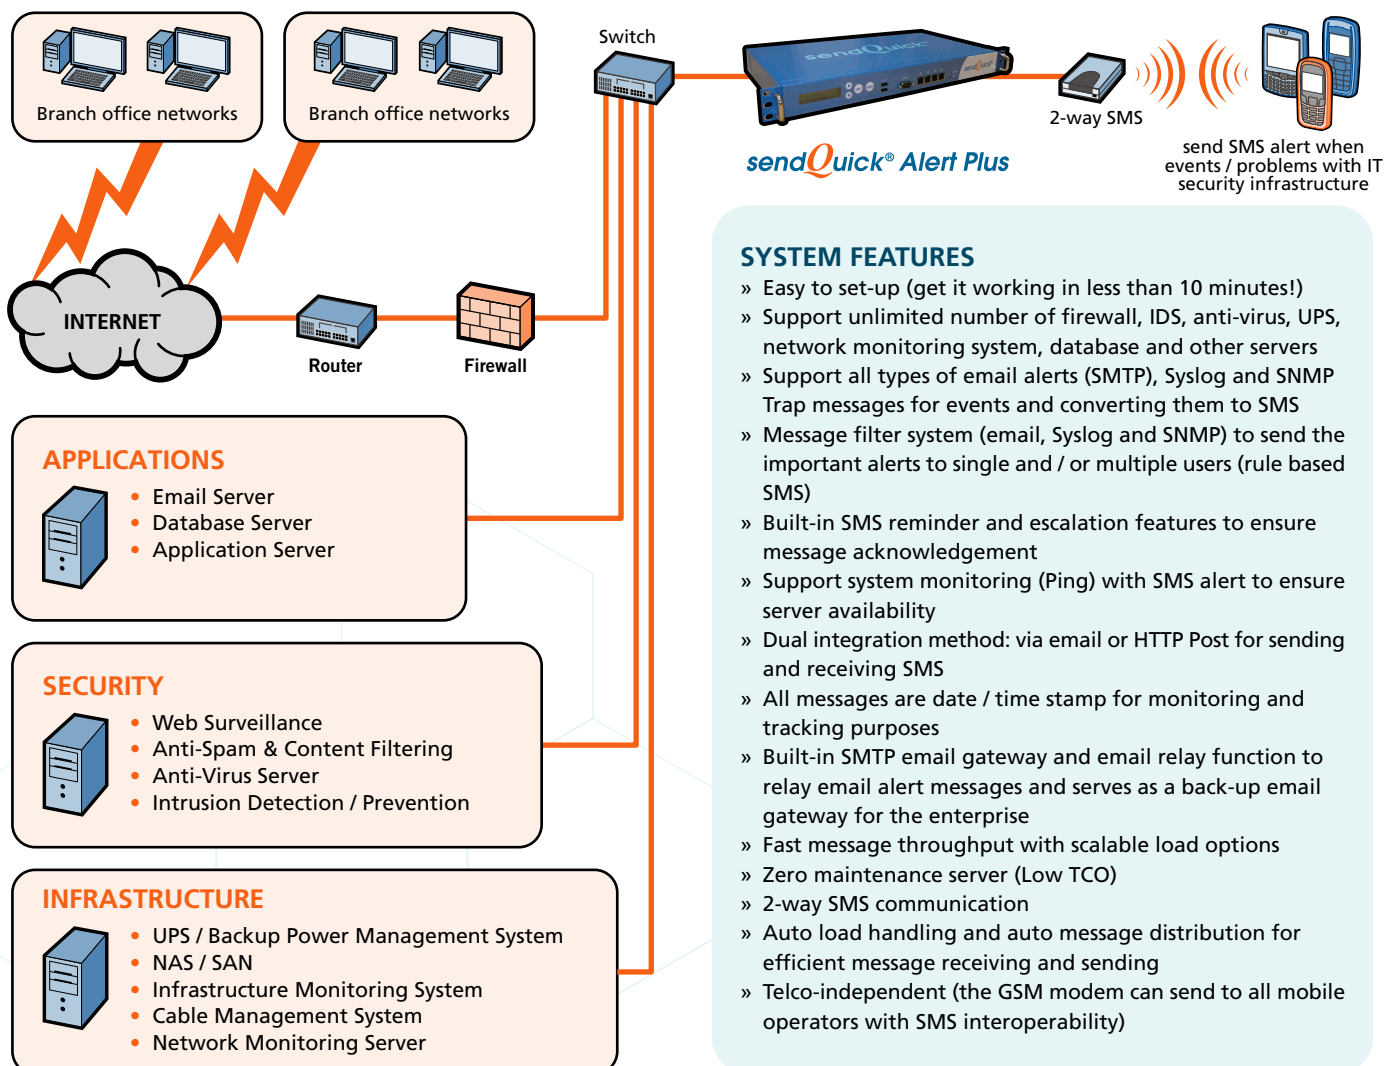 Branch office networks
Branch office networks
Switch
sendQuick®
sendQuick®
2-way SMS
send SMS alert when
events / problems with IT
security infrastructure
sendQuick® Alert Plus
INTERNET
Router
Firewall
APPLICATIONS
• Email Server
• Database Server
• Application Server
SECURITY
• Web Surveillance
• Anti-Spam & Content Filtering
• Anti-Virus Server
• Intrusion Detection / Prevention
INFRASTRUCTURE
• UPS / Backup Power Management System
• NAS / SAN
• Infrastructure Monitoring System
• Cable Management System
• Network Monitoring Server
SYSTEM FEATURES
» Easy to set-up (get it working in less than 10 minutes!)
» Support unlimited number of firewall, IDS, anti-virus, UPS,
network monitoring system, database and other servers
» Support all types of email alerts (SMTP), Syslog and SNMP
Trap messages for events and converting them to SMS
» Message filter system (email, Syslog and SNMP) to send the
important alerts to single and / or multiple users (rule based
SMS)
» Built-in SMS reminder and escalation features to ensure
message acknowledgement
» Support system monitoring (Ping) with SMS alert to ensure
server availability
» Dual integration method: via email or HTTP Post for sending
and receiving SMS
» All messages are date / time stamp for monitoring and
tracking purposes
» Built-in SMTP email gateway and email relay function to
relay email alert messages and serves as a back-up email
gateway for the enterprise
» Fast message throughput with scalable load options
» Zero maintenance server (Low TCO)
» 2-way SMS communication
» Auto load handling and auto message distribution for
efficient message receiving and sending
» Telco-independent (the GSM modem can send to all mobile
operators with SMS interoperability)